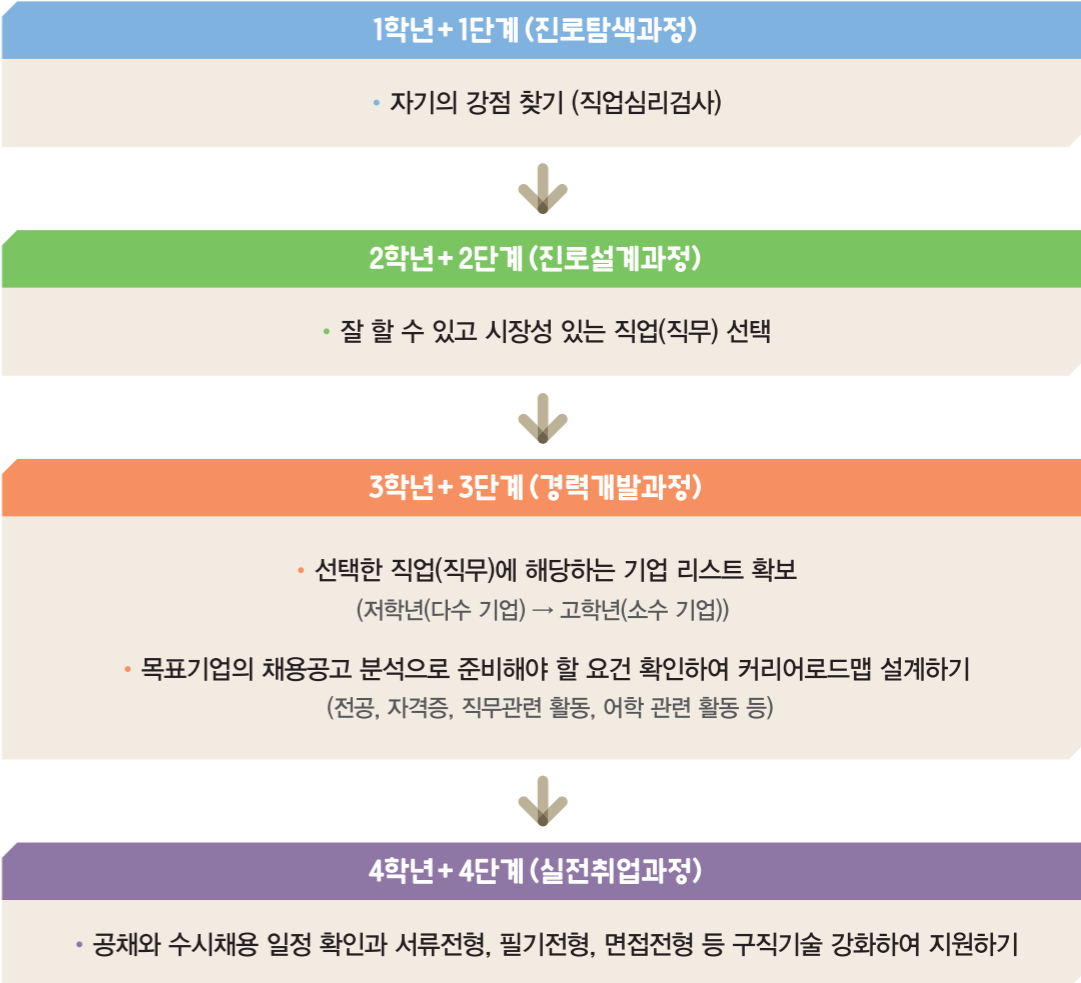 1학년+1단계(진로탐색과정)
• 자기의 강점 찾기 (직업심리검사)
2학년+2단계(진로설계과정)
• 잘 할 수 있고 시장성 있는 직업(직무) 선택
3학년+3단계(경력개발과정)
• 선택한 직업(직무)에 해당하는 기업 리스트 확보
(저학년(다수 기업) → 고학년(소수 기업))
• 목표기업의 채용공고 분석으로 준비해야 할 요건 확인하여 커리어로드맵 설계하기
(전공, 자격증, 직무관련 활동, 어학 관련 활동 등)
4학년+4단계(실전취업과정)
• 공채와 수시채용 일정 확인과 서류전형, 필기전형, 면접전형 등 구직기술 강화하여 지원하기